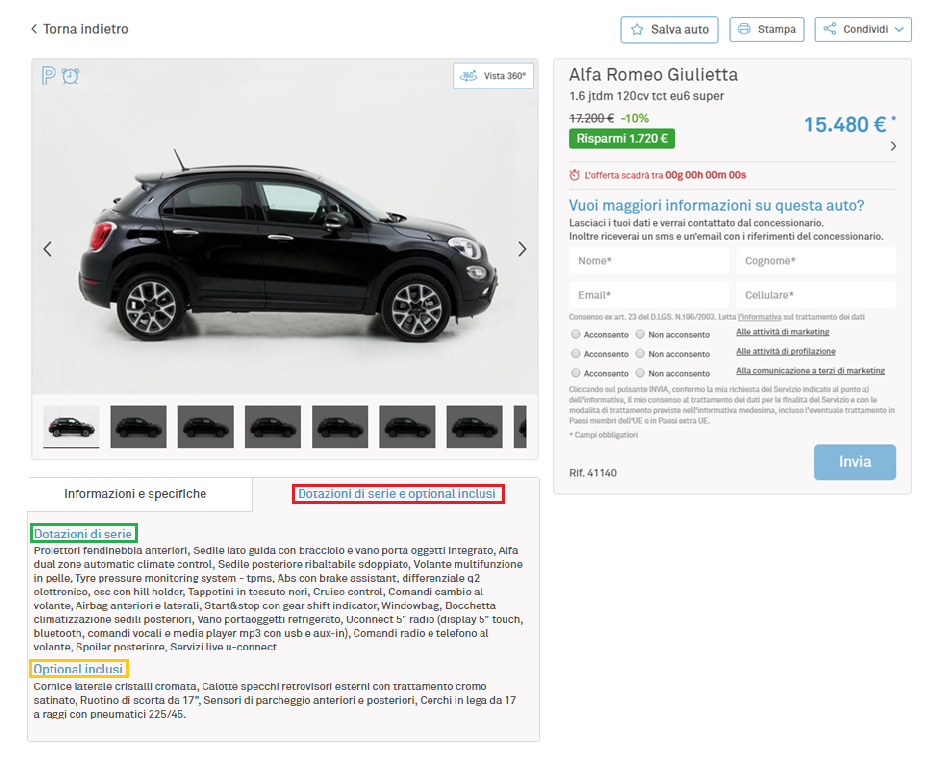 Torna indietro
Salva auto
Stampa
Condividi
P
360°
Vista 360°
Alfa Romeo Giulietta
1.6 jtdm 120cv tct eu6 super
17.200 € -10%
15.480 € *
Risparmi 1.720 €
L'offerta scadrà tra 00g 00h 00m 00s
Vuoi maggiori informazioni su questa auto?
Lasciaci i tuoi dati e verrai contattato dal concessionario.
Inoltre riceverai un sms e un'email con i riferimenti del concessionario.
Nome* Cognome*
Email* Cellulare*
Consenso ex art. 23 del D.LGS. N.196/2003. Letta l'informativa sul trattamento dei dati
Acconsento Non acconsento Alle attività di marketing
Acconsento Non acconsento Alle attività di profilazione
Acconsento Non acconsento Alla comunicazione a terzi di marketing
Cliccando sul pulsante INVIA, confermo la mia richiesta del Servizio indicato al punto a)
dell'informativa, il mio consenso al trattamento dei dati per le finalità del Servizio e con le
modalità di trattamento previste nell'informativa medesima, incluso l'eventuale trattamento in
Paesi membri dell'UE o in Paesi extra UE.
* Campi obbligatori
Rif. 41140
Invia
Informazioni e specifiche
Dotazioni di serie e optional inclusi
Dotazioni di serie
Proiettori fendinebbia anteriori, Sedile lato guida con bracciolo e vano porta oggetti integrato, Alfa
dual zone automatic climate control, Sedile posteriore ribaltabile sdoppiato, Volante multifunzione
in pelle, Tyre pressure monitoring system - tpms, Abs con brake assistant, differenziale q2
elettronico, esc con hill holder, Tappetini in tessuto neri, Cruise control, Comandi cambio al
volante, Airbag anteriori e laterali, Start&stop con gear shift indicator, Windowbag, Bocchetta
climatizzazione sedili posteriori, Vano portaoggetti refrigerato, Uconnect 5" radio (display 5" touch,
bluetooth, comandi vocali e media player mp3 con usb e aux-in), Comandi radio e telefono al
volante, Spoiler posteriore, Servizi live u-connect
Optional inclusi
Cornice laterale cristalli cromata, Calotte specchi retrovisori esterni con trattamento cromo
satinato, Ruotino di scorta da 17", Sensori di parcheggio anteriori e posteriori, Cerchi in lega da 17
a raggi con pneumatici 225/45.